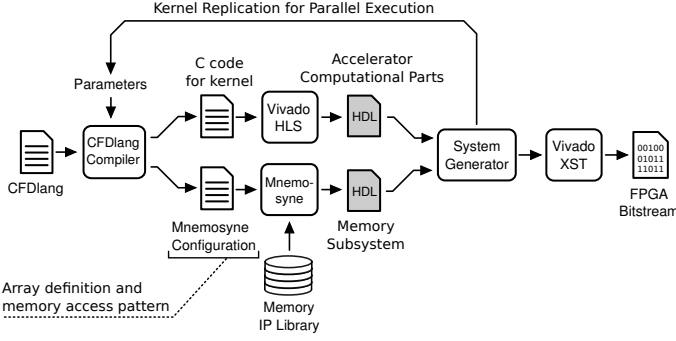 Kernel Replication for Parallel Execution
Parameters
C code
for kernel
Accelerator
Computational Parts
CFDlang
CFDlang
Compiler
Vivado
HLS
HDL
System
Generator
Vivado
XST
00100
01011
11011
FPGA
Bitstream
Mnemo-
syne
HDL
Mnemosyne
Configuration
Memory
Subsystem
Array definition and
memory access pattern
Memory
IP Library